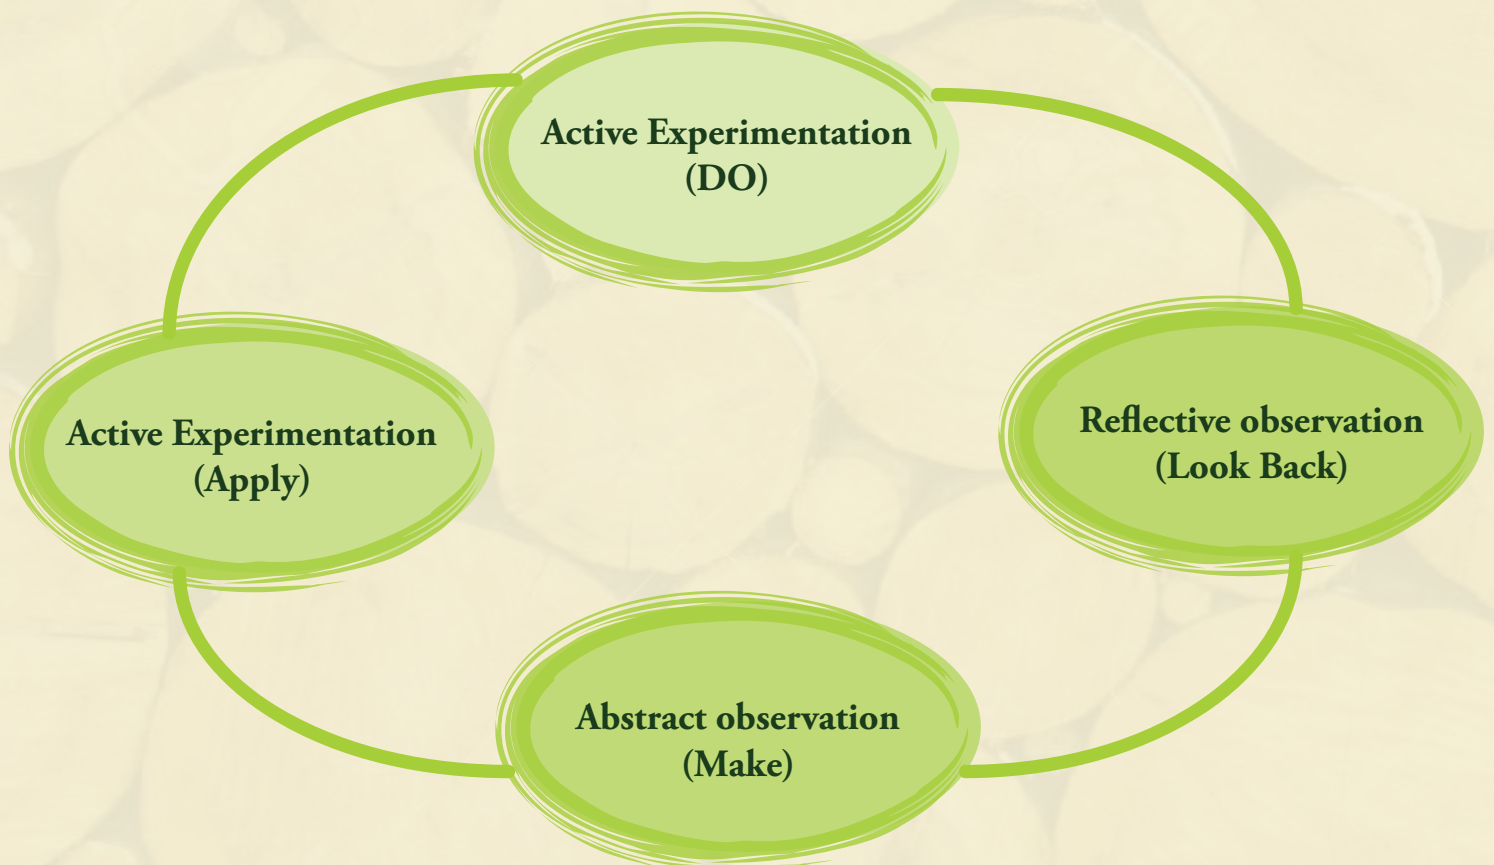 Active Experimentation
(DO)
Active Experimentation
(Apply)
Reflective observation
(Look Back)
Abstract observation
(Make)